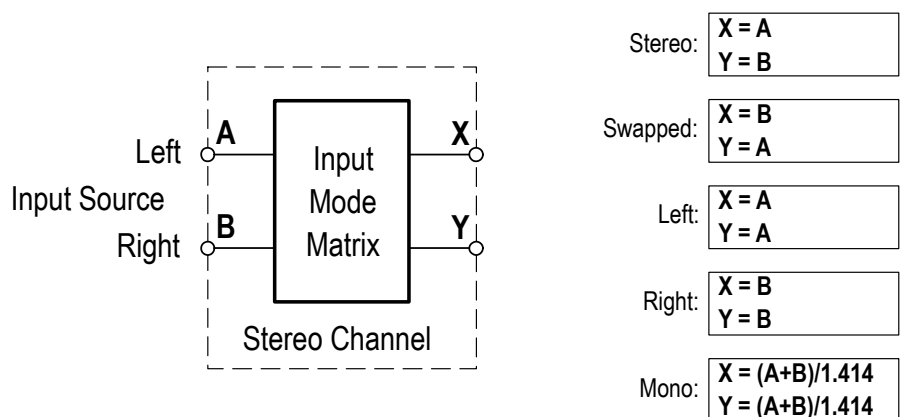 A
X
Left
Input
Input Source
Mode
B
Y
Right
Matrix
Stereo Channel
Stereo:
X = A
Y = B
Swapped:
X = B
Y = A
Left:
X = A
Y = A
Right:
X = B
Y = B
Mono:
X = (A+B)/1.414
Y = (A+B)/1.414